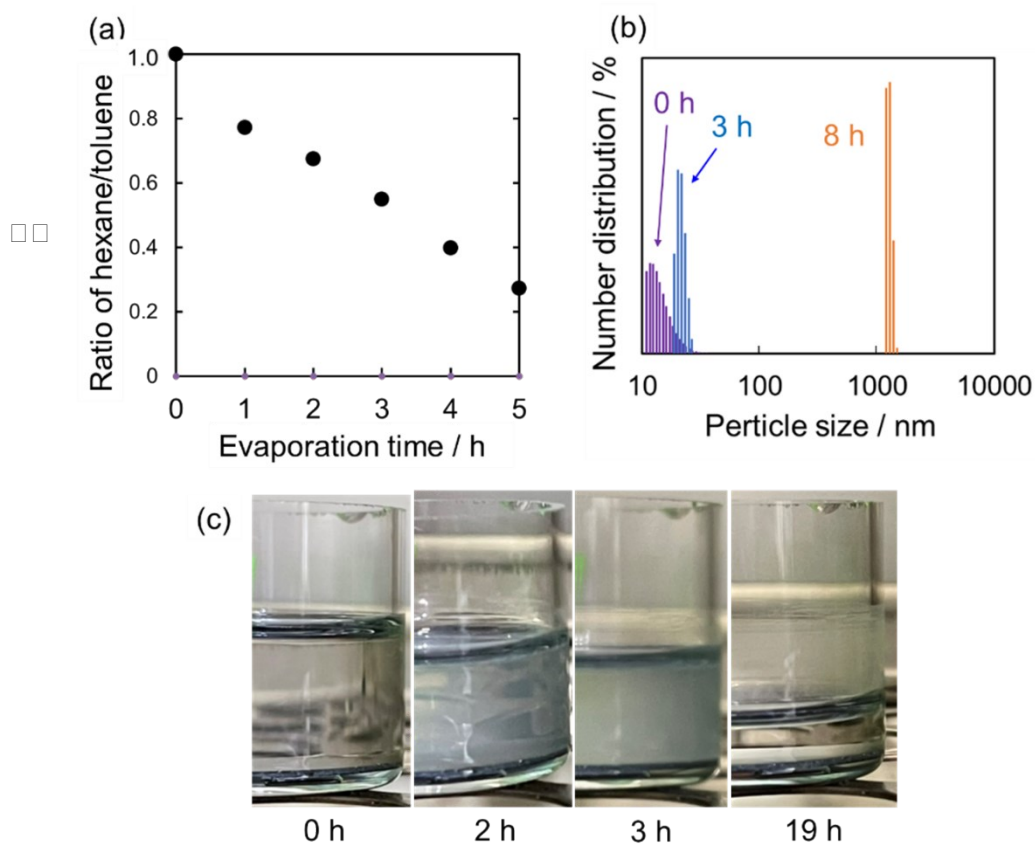 (a)
Ratio of hexane/toluene
1.0
0.8
0.6
0.4
0.2
0
0 1 2 3 4 5
Evaporation time / h
(b)
Number distribution / %
0 h
3 h
8 h
10 100 1000 10000
Perticle size / nm
(c)
0 h 2 h 3 h 19 h